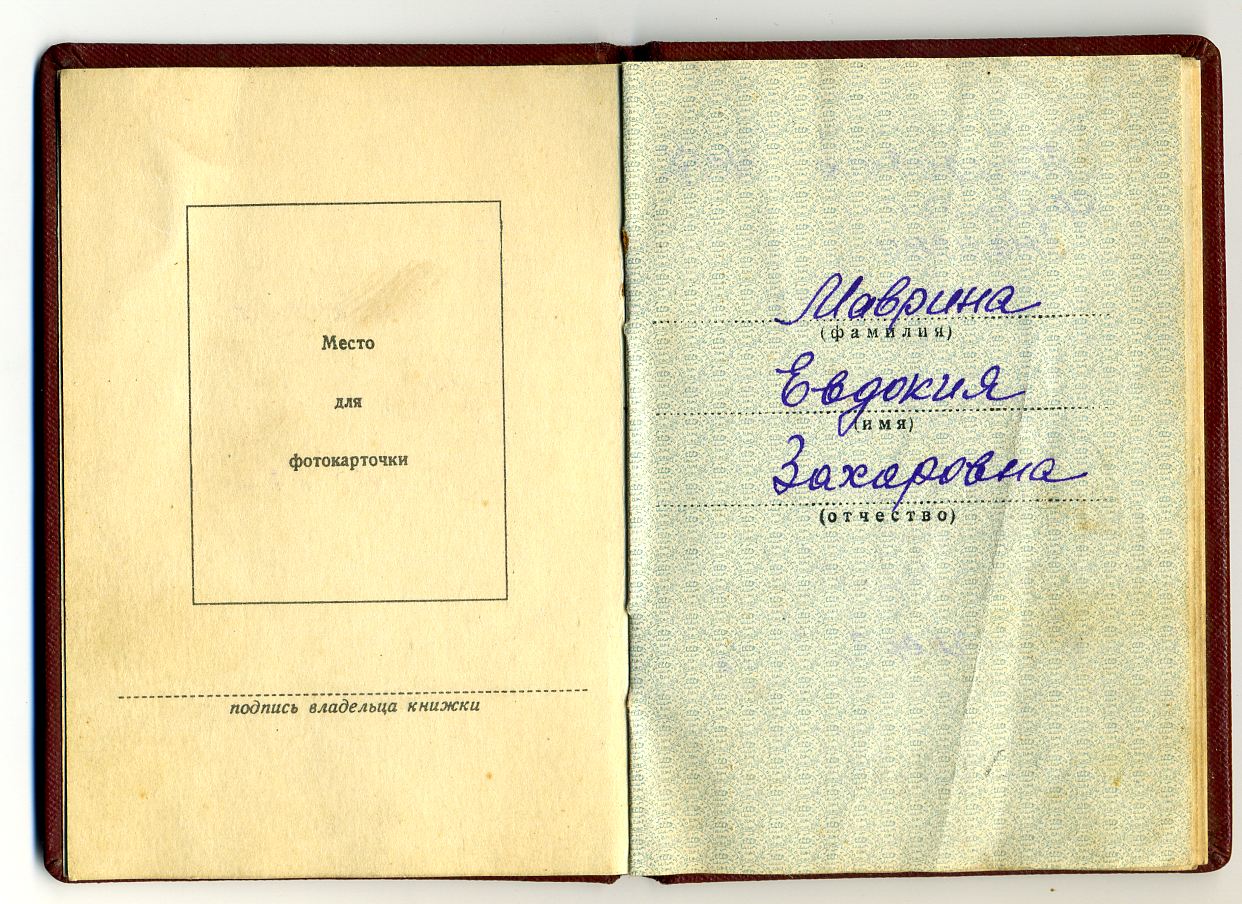 Место
для
фотокарточки
подпись владельца книжки
Маврина
(фамилия)
Евдокия
(имя)
Захаровна
(отчество)